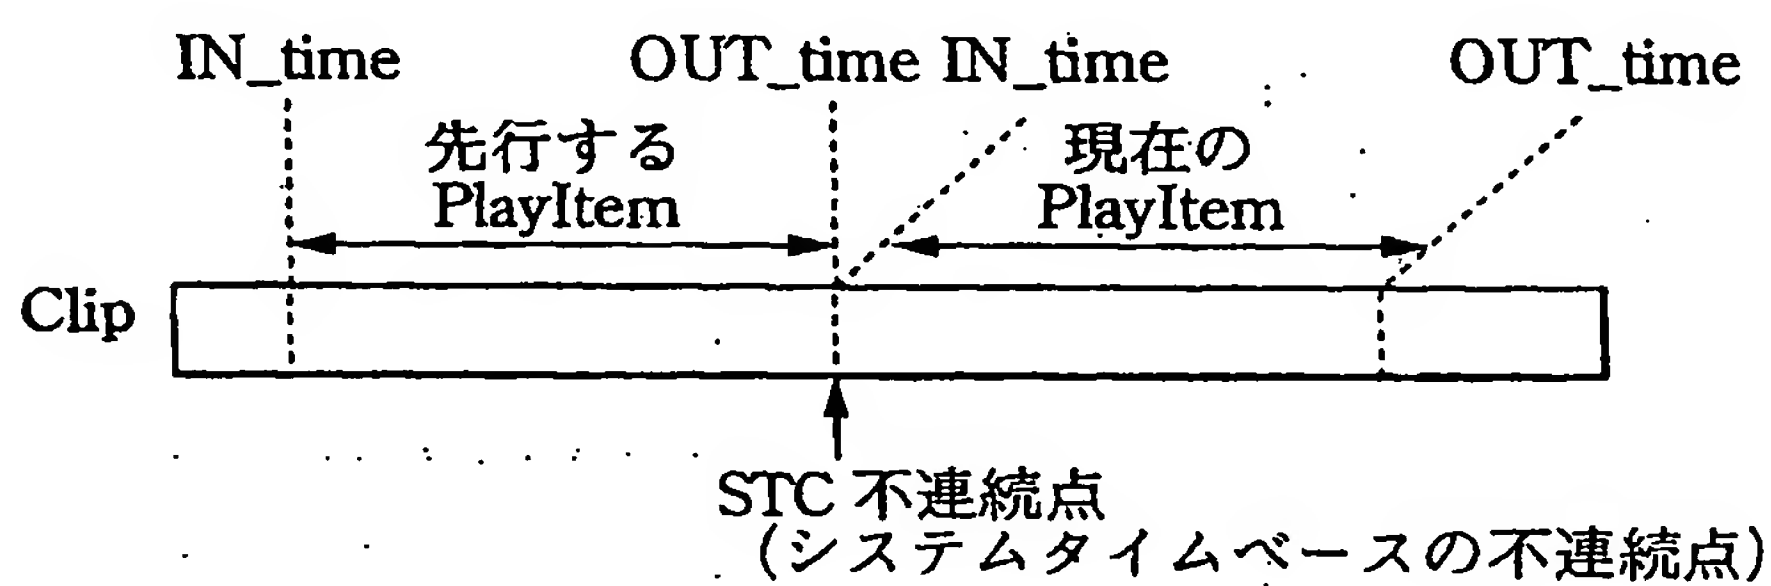 IN_time
OUT_time
IN_time
OUT_time
先行する
PlayItem
現在の
PlayItem
Clip
STC 不連続点
(システムタイムベースの不連続点)